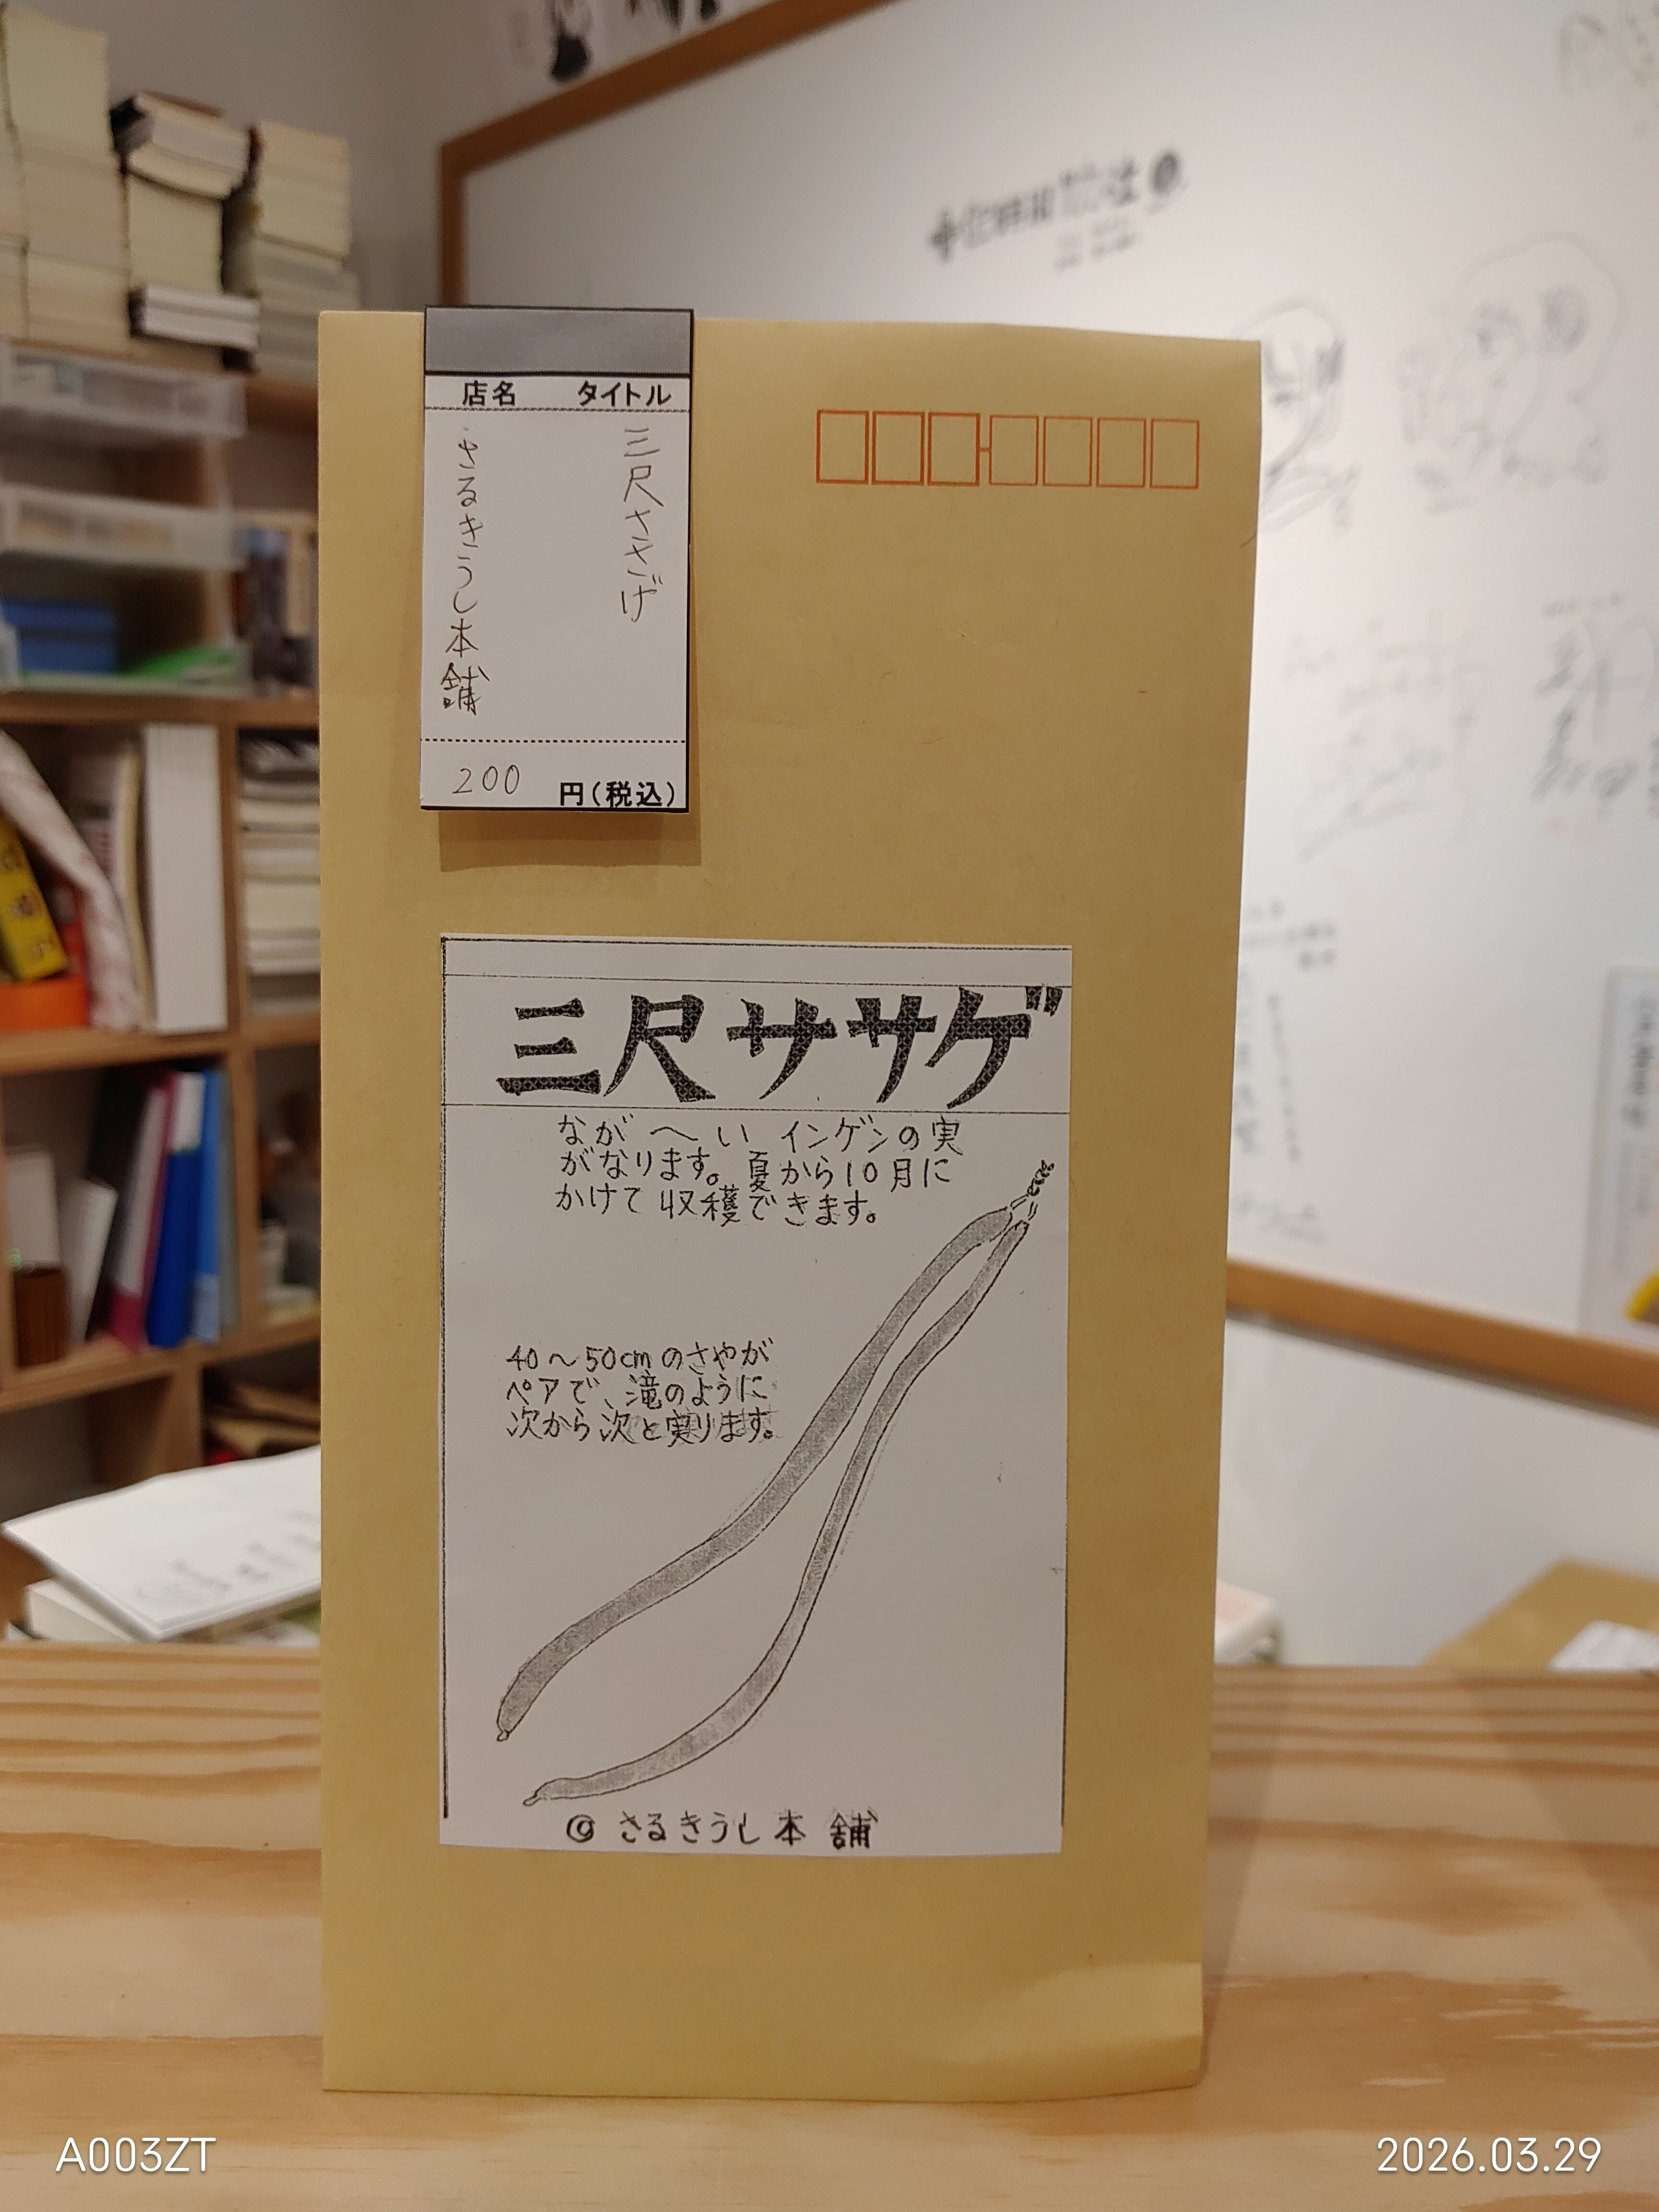 店名 タイトル
三尺ささげ
さるきうし本舗
200 円(税込)
三尺ササゲ
なが〜い インゲンの実
がなります。夏から10月に
かけて 収穫できます。
40〜50cmのさやが
ペアで、滝のように
次から次と実ります。
© さるきうし本舗
A003ZT
2026.03.29